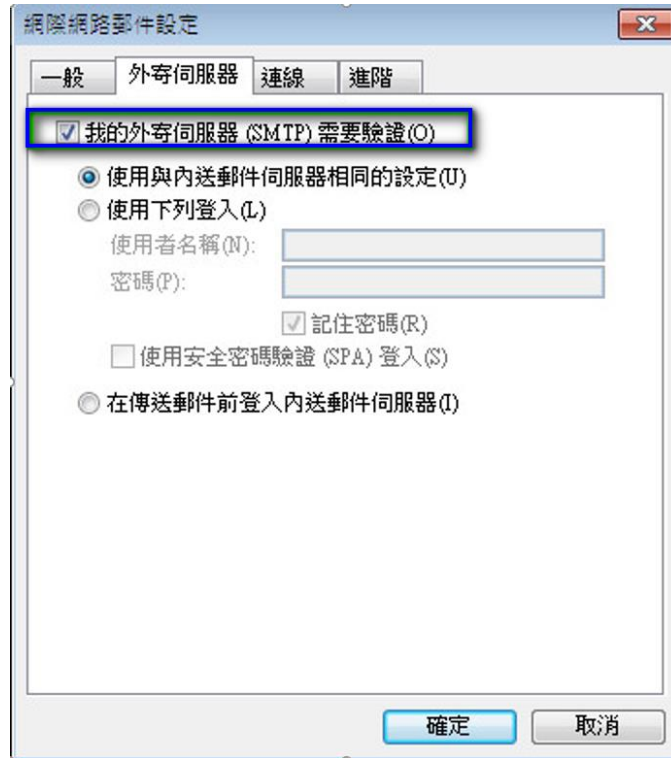 網際網路郵件設定
一般 外寄伺服器 連線 進階
我的外寄伺服器 (SMTP) 需要驗證(O)
使用與內送郵件伺服器相同的設定(U)
使用下列登入(L)
使用者名稱(N):
密碼(P):
記住密碼(R)
使用安全密碼驗證 (SPA) 登入(S)
在傳送郵件前登入內送郵件伺服器(I)
確定 取消